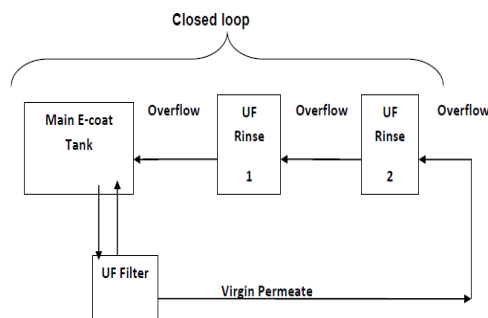 Closed loop
Main E-coat
Tank
Overflow
UF
Rinse
1
Overflow
UF
Rinse
2
Overflow
UF Filter
Virgin Permeate